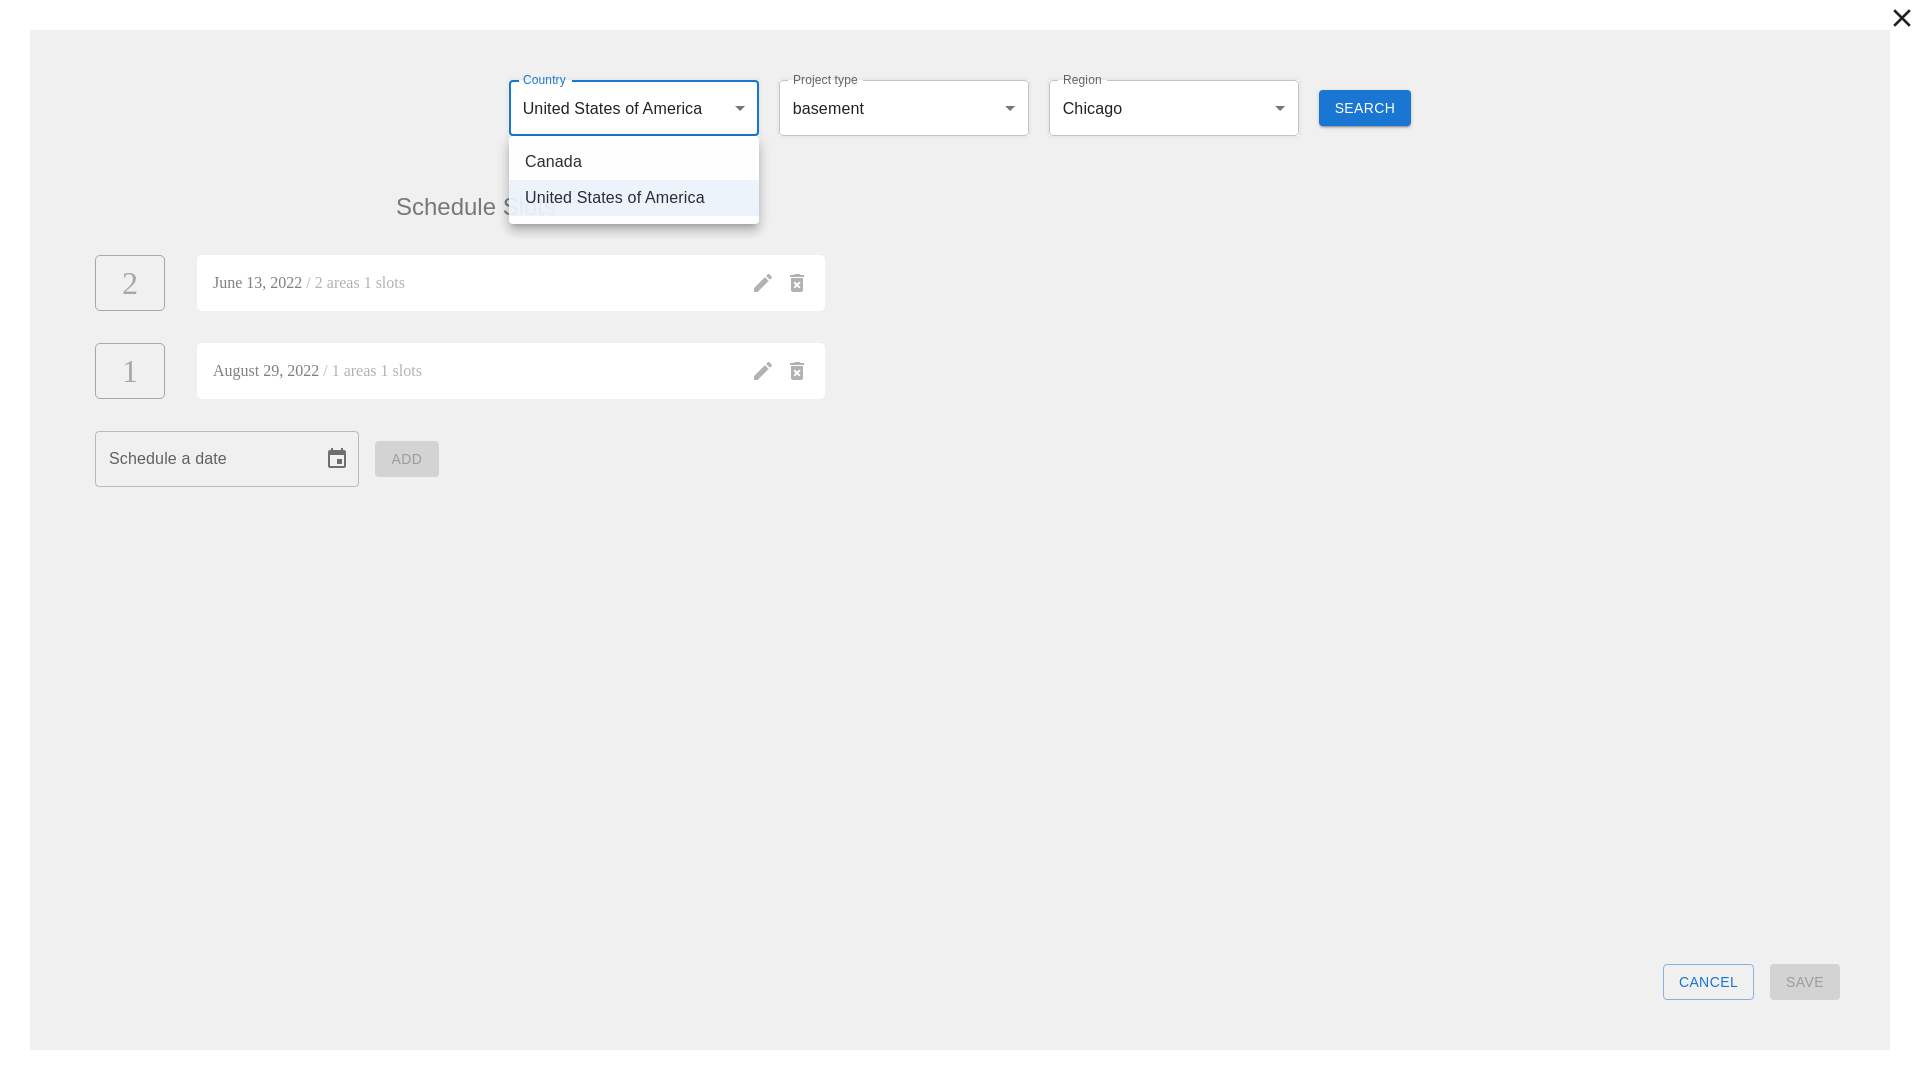 Country
United States of America
Project type
basement
Region
Chicago
SEARCH
Canada
United States of America
Schedule Slots
2
June 13, 2022 / 2 areas 1 slots
1
August 29, 2022 / 1 areas 1 slots
Schedule a date
ADD
CANCEL
SAVE